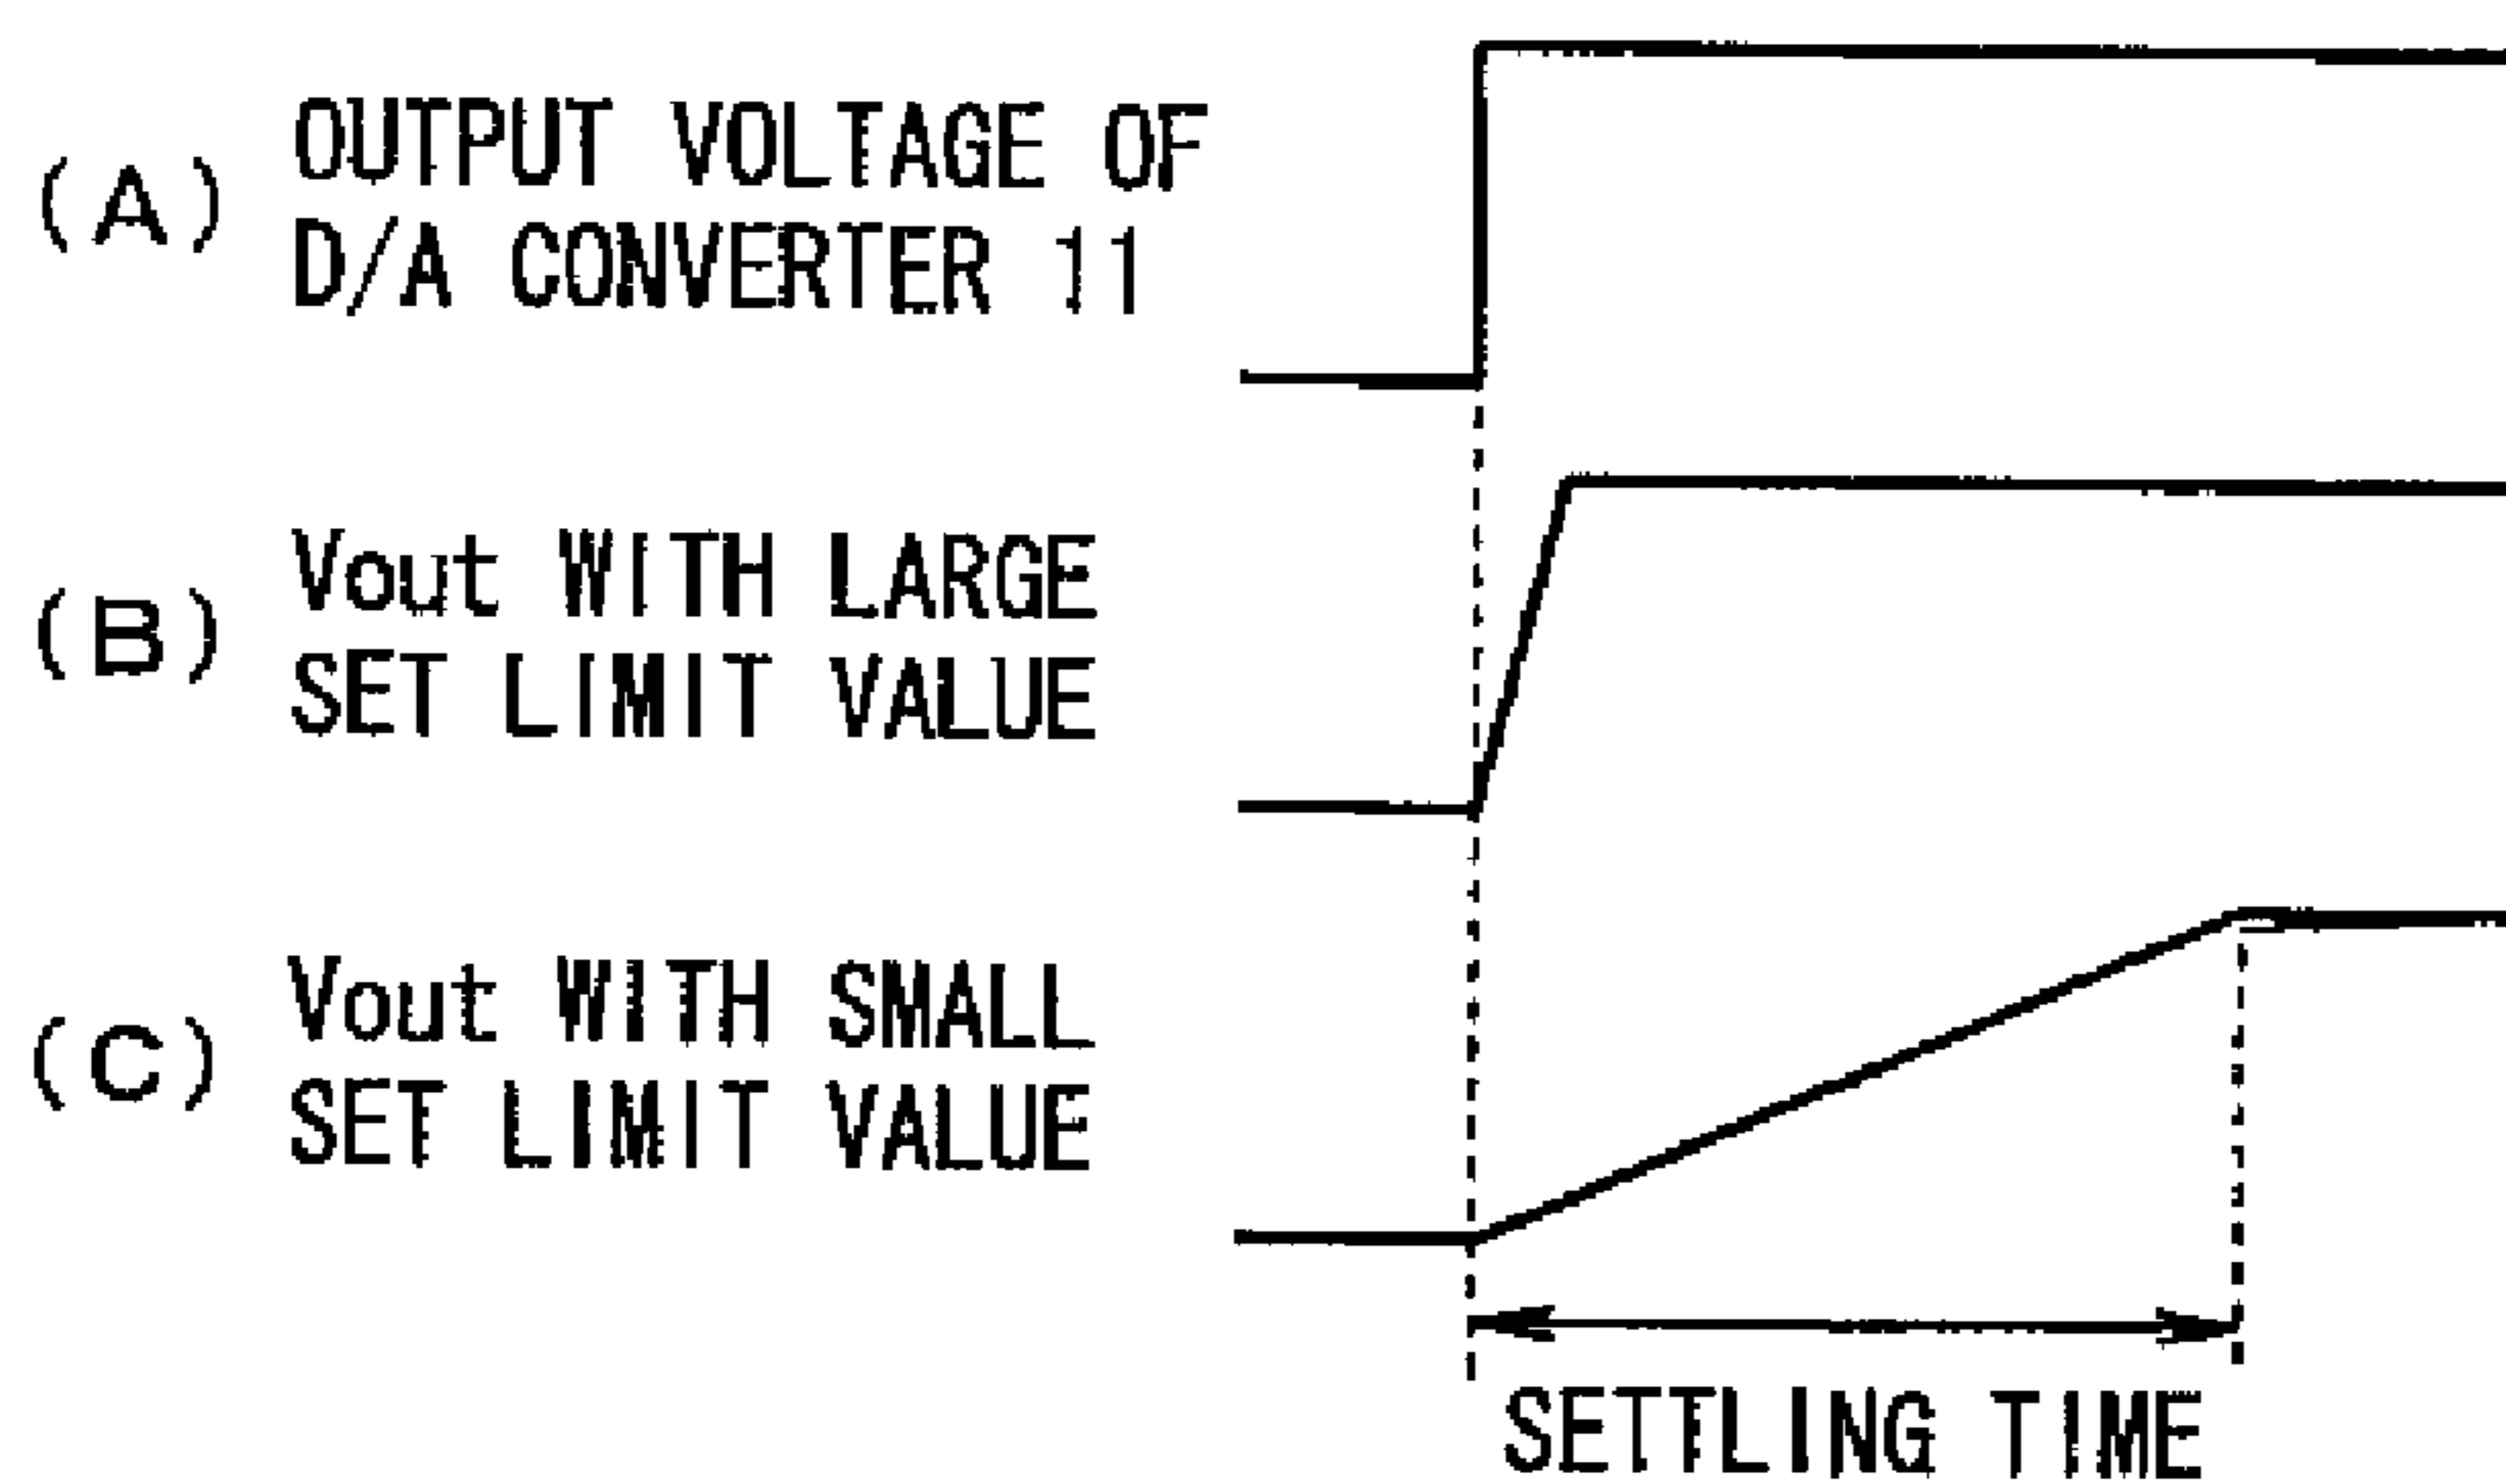 (A) OUTPUT VOLTAGE OF
D/A CONVERTER 11
(B) Vout WITH LARGE
SET LIMIT VALUE
(C) Vout WITH SMALL
SET LIMIT VALUE
SETTLING TIME